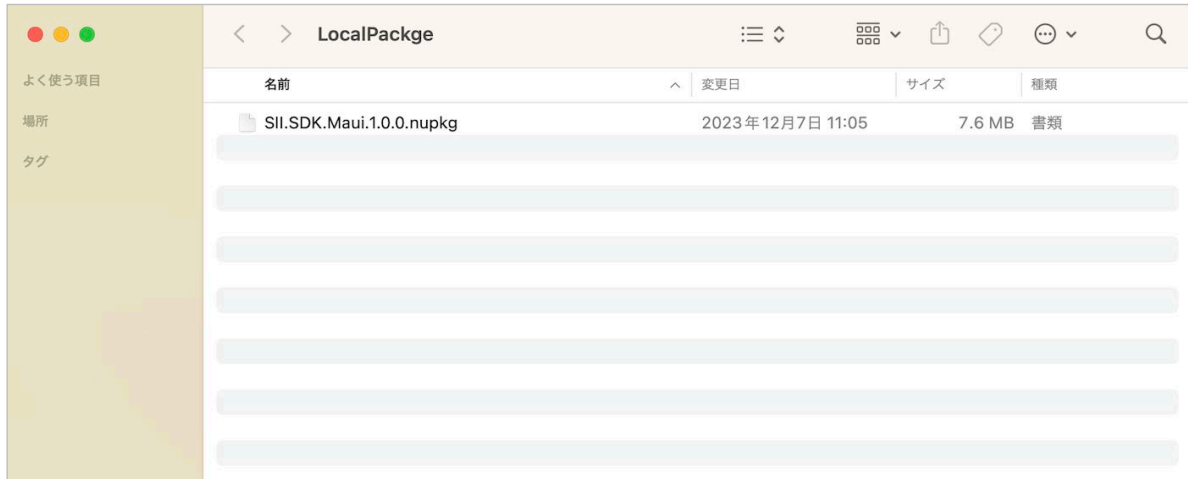 LocalPackge
よく使う項目
場所
タグ
名前 変更日 サイズ 種類
SII.SDK.Maui.1.0.0.nupkg 2023年12月7日 11:05 7.6 MB 書類